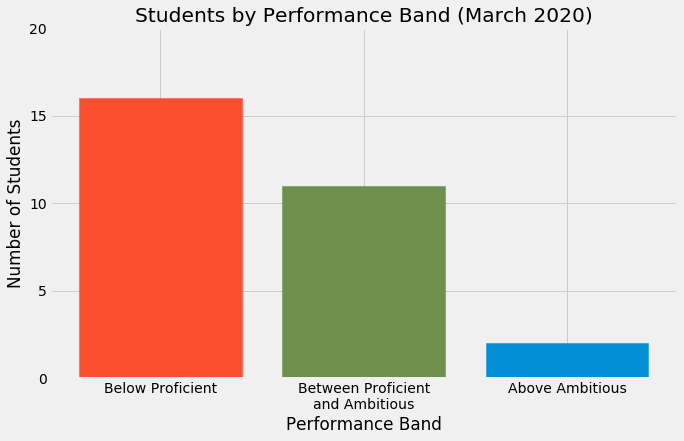 Students by Performance Band (March 2020)
20
15
10
5
0
Number of Students
Below Proficient
Between Proficient
and Ambitious
Above Ambitious
Performance Band